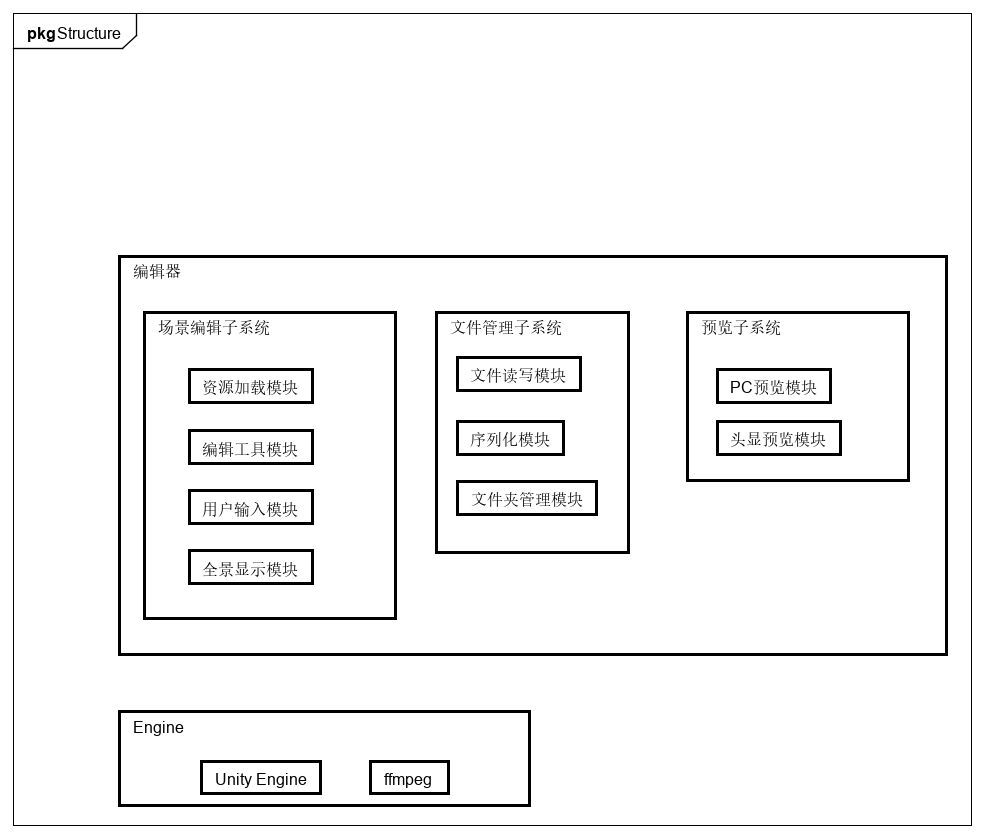 pkg Structure
编辑器
场景编辑子系统
资源加载模块
编辑工具模块
用户输入模块
全景显示模块
文件管理子系统
文件读写模块
序列化模块
文件夹管理模块
预览子系统
PC预览模块
头显预览模块
Engine
Unity Engine
ffmpeg